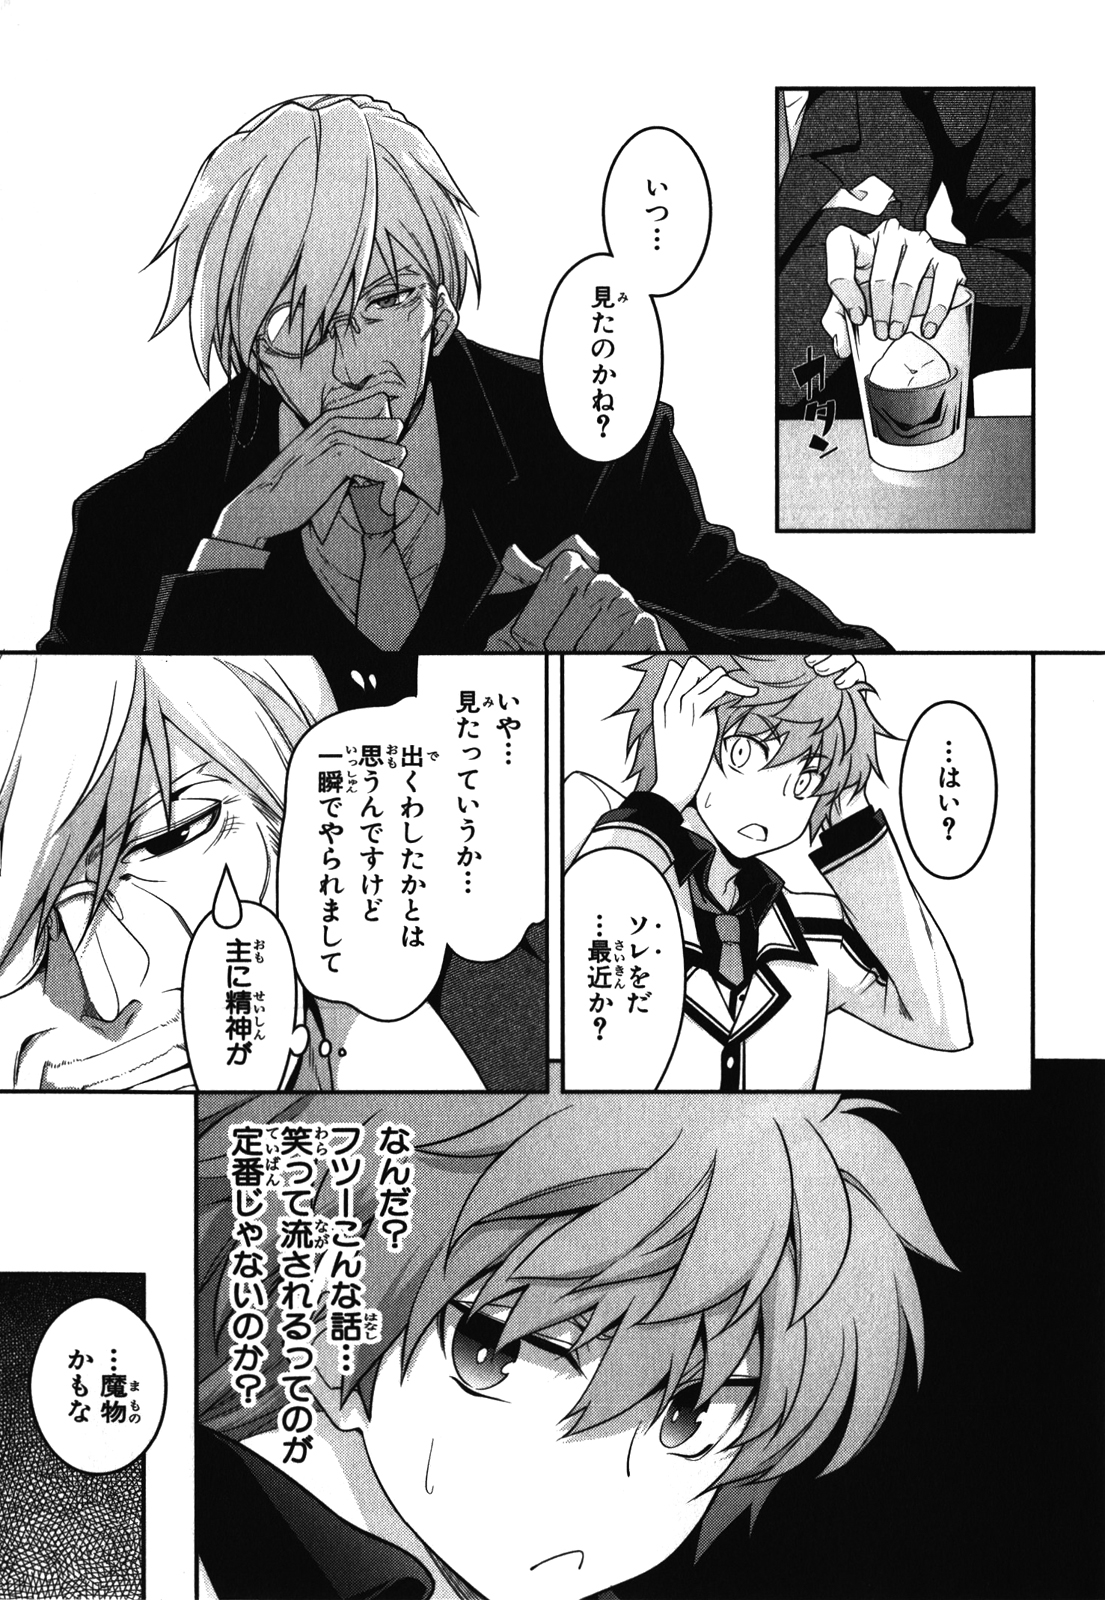 カタン
いつ…
見たのかね？
…はい？
ソレをだ
…最近か？
いや…
見たっていうか…
出くわしたかとは
思うんですけど
一瞬でやられまして
主に精神が
なんだ？
フツーこんな話…
笑って流されるってのが
定番じゃないのか？
…魔物
かもな